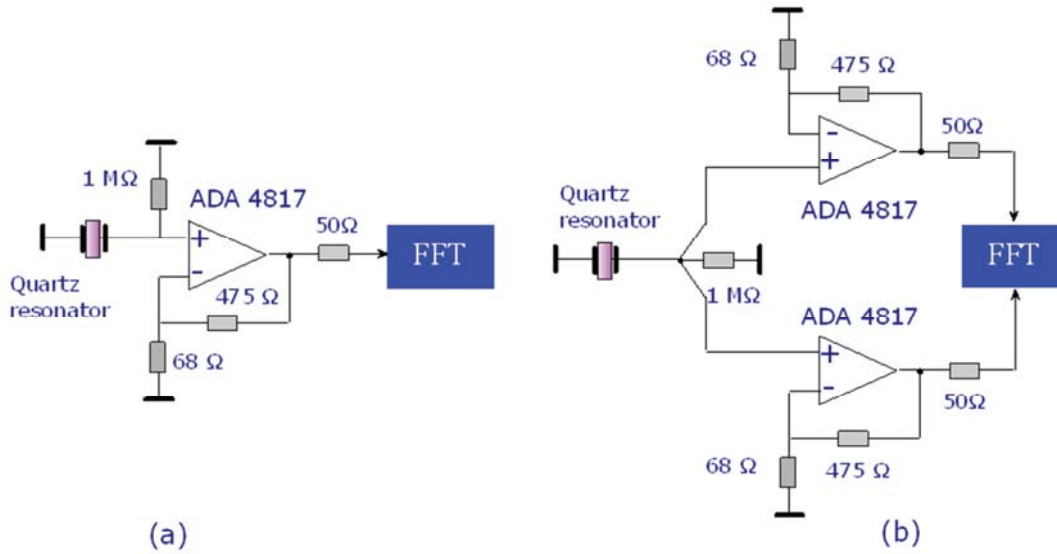 1 MΩ
ADA 4817
+
-
50Ω
FFT
Quartz
resonator
475 Ω
68 Ω
(a)
68 Ω
475 Ω
-
+
50Ω
ADA 4817
Quartz
resonator
1 MΩ
FFT
ADA 4817
+
-
50Ω
68 Ω
475 Ω
(b)